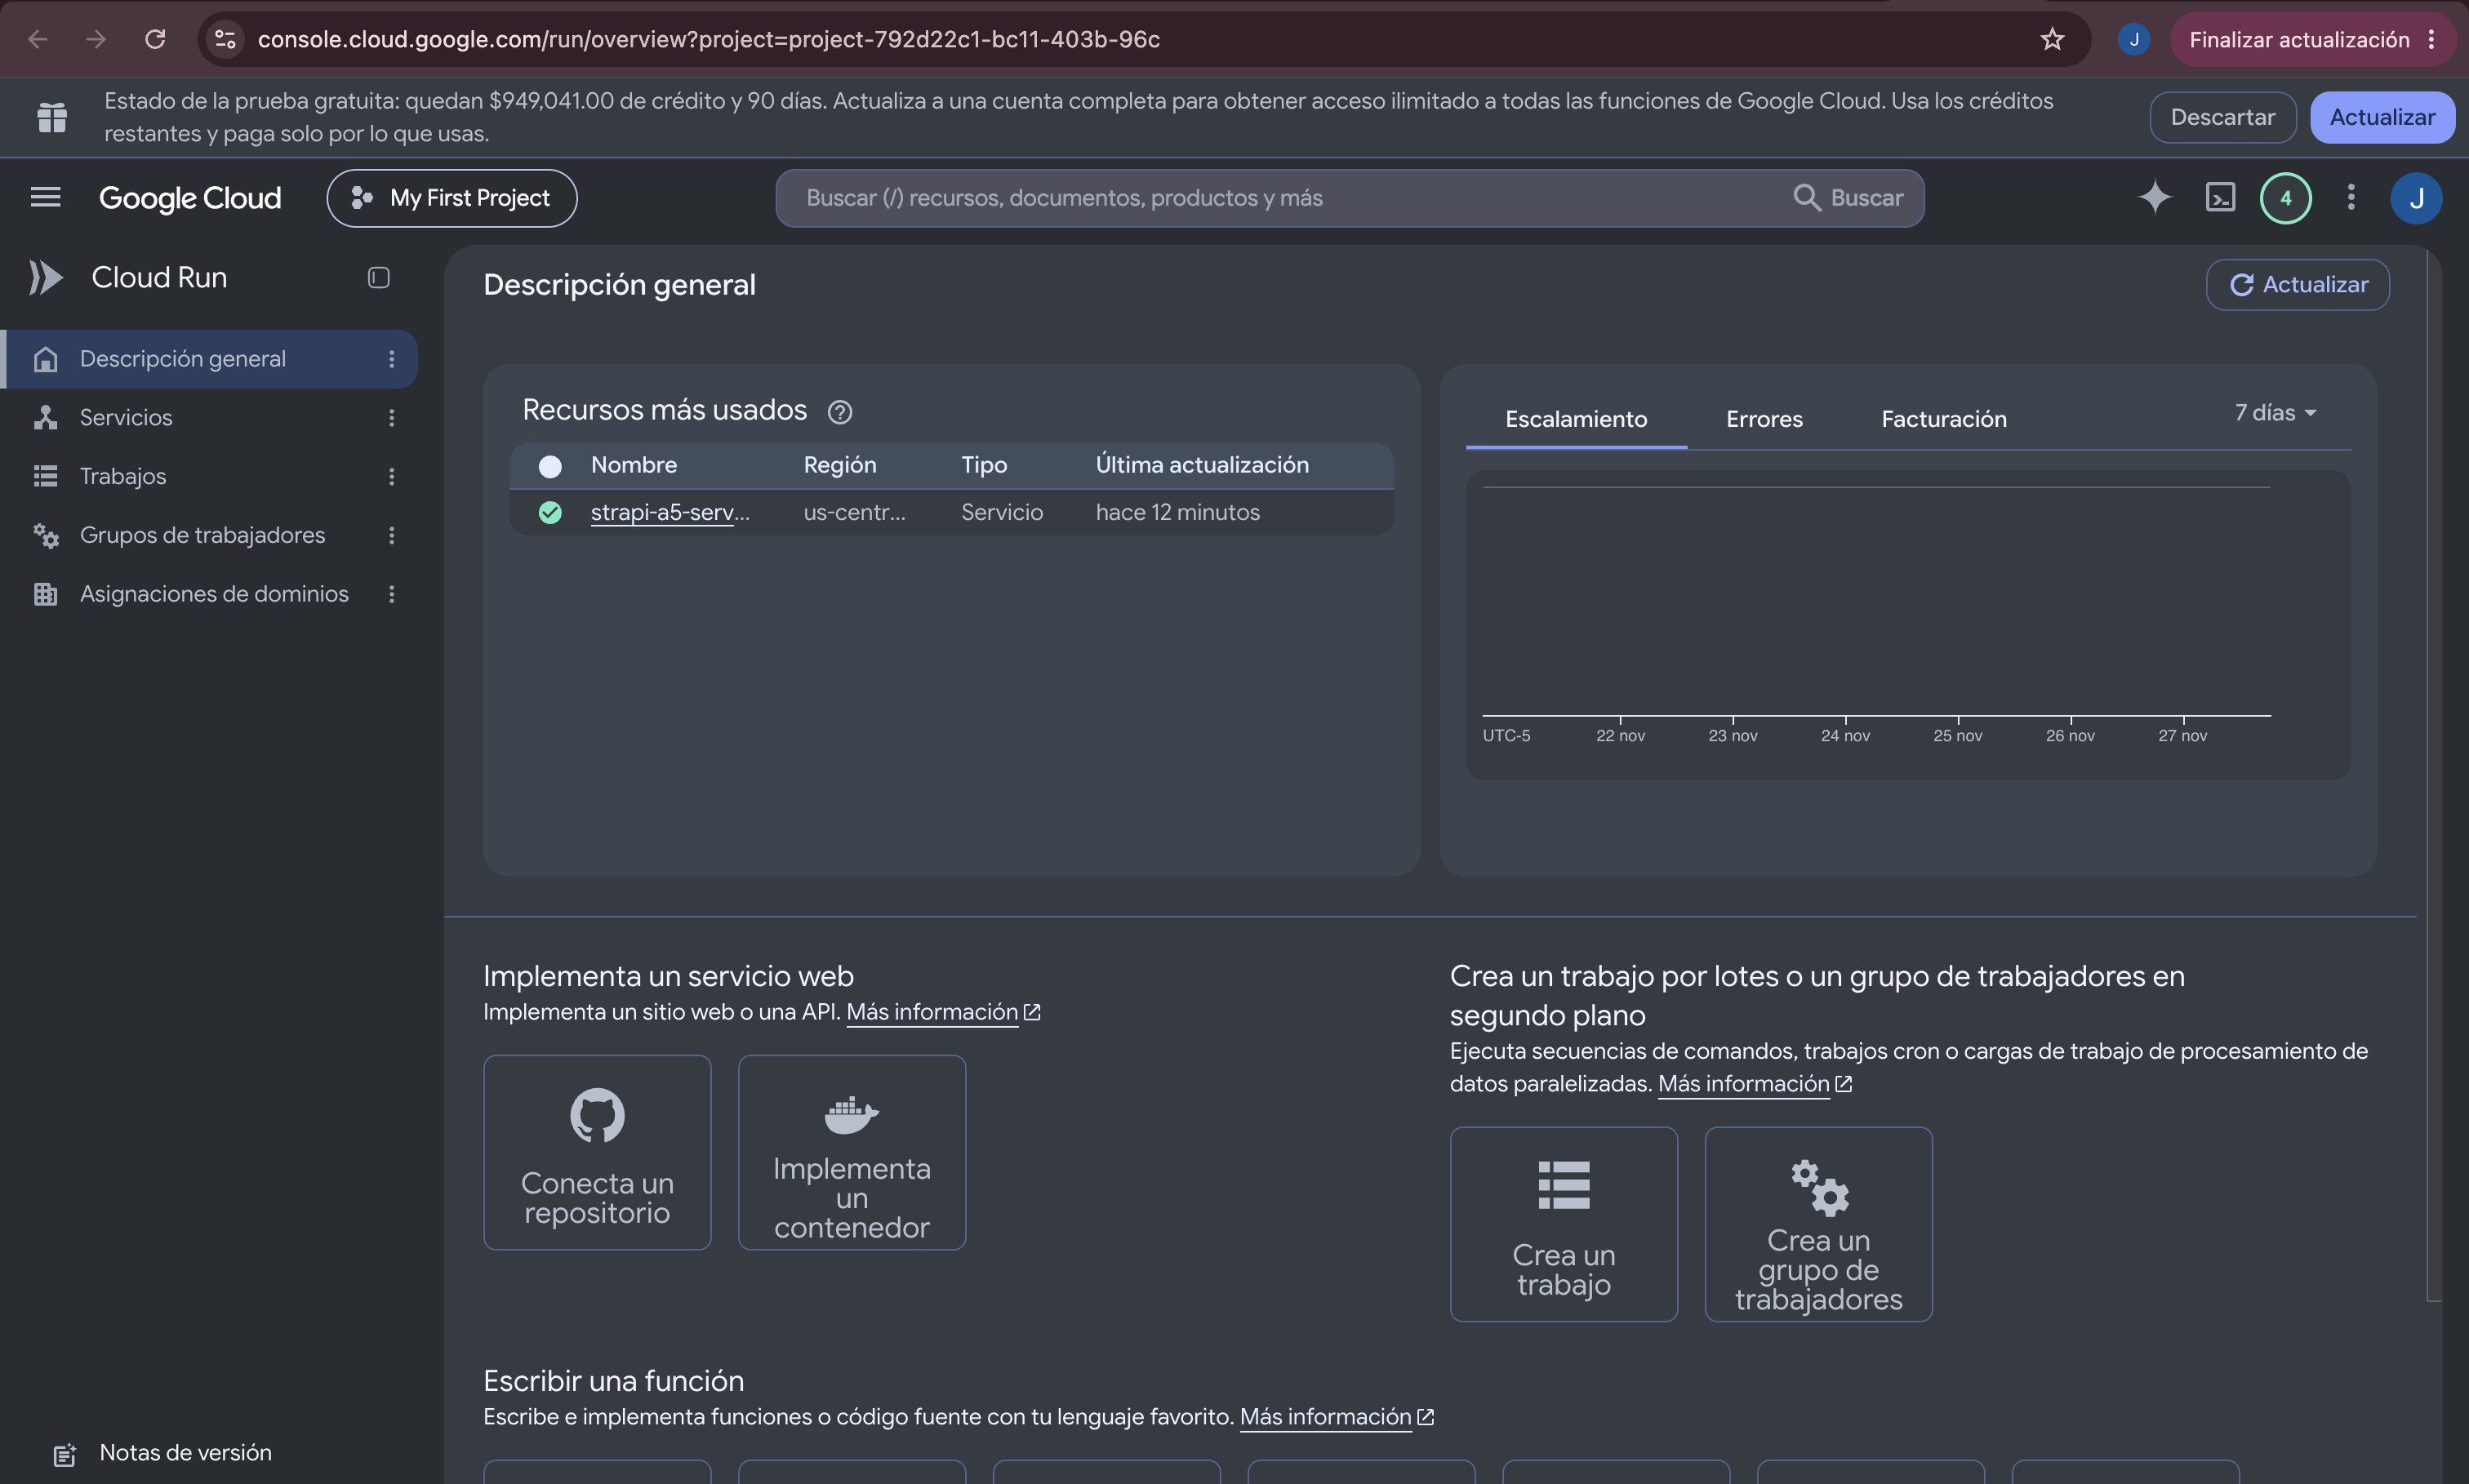 console.cloud.google.com/run/overview?project=project-792d22c1-bc11-403b-96c
J
Finalizar actualización
Estado de la prueba gratuita: quedan $949,041.00 de crédito y 90 días. Actualiza a una cuenta completa para obtener acceso ilimitado a todas las funciones de Google Cloud. Usa los créditos
restantes y paga solo por lo que usas.
Descartar
Actualizar
Google Cloud
My First Project
Buscar (/) recursos, documentos, productos y más
Buscar
4
J
Cloud Run
Descripción general
Servicios
Trabajos
Grupos de trabajadores
Asignaciones de dominios
Notas de versión
Descripción general
Actualizar
Recursos más usados
Nombre Región Tipo Última actualización
strapi-a5-serv... us-centr... Servicio hace 12 minutos
Escalamiento Errores Facturación 7 días
UTC-5 22 nov 23 nov 24 nov 25 nov 26 nov 27 nov
Implementa un servicio web
Implementa un sitio web o una API. Más información
Conecta un
repositorio
Implementa
un
contenedor
Crea un trabajo por lotes o un grupo de trabajadores en
segundo plano
Ejecuta secuencias de comandos, trabajos cron o cargas de trabajo de procesamiento de
datos paralelizadas. Más información
Crea un
trabajo
Crea un
grupo de
trabajadores
Escribir una función
Escribe e implementa funciones o código fuente con tu lenguaje favorito. Más información